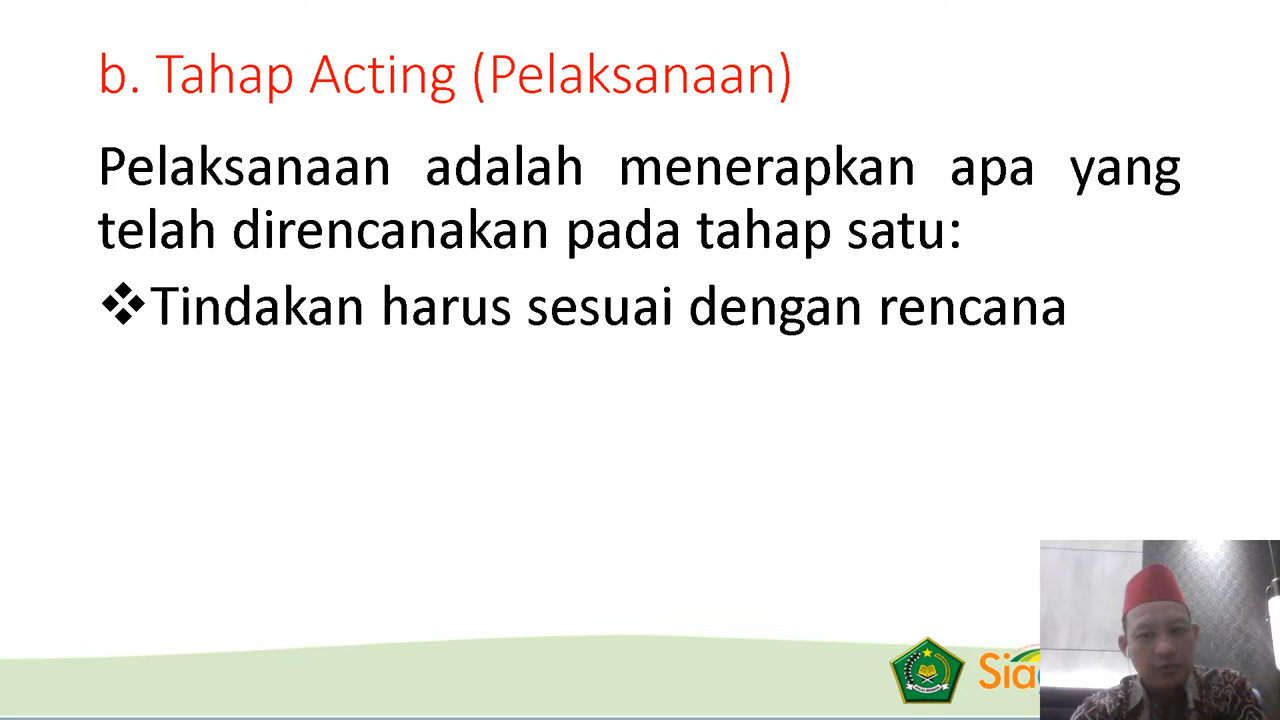 b. Tahap Acting (Pelaksanaan)
Pelaksanaan adalah menerapkan apa yang
telah direncanakan pada tahap satu:
❖Tindakan harus sesuai dengan rencana